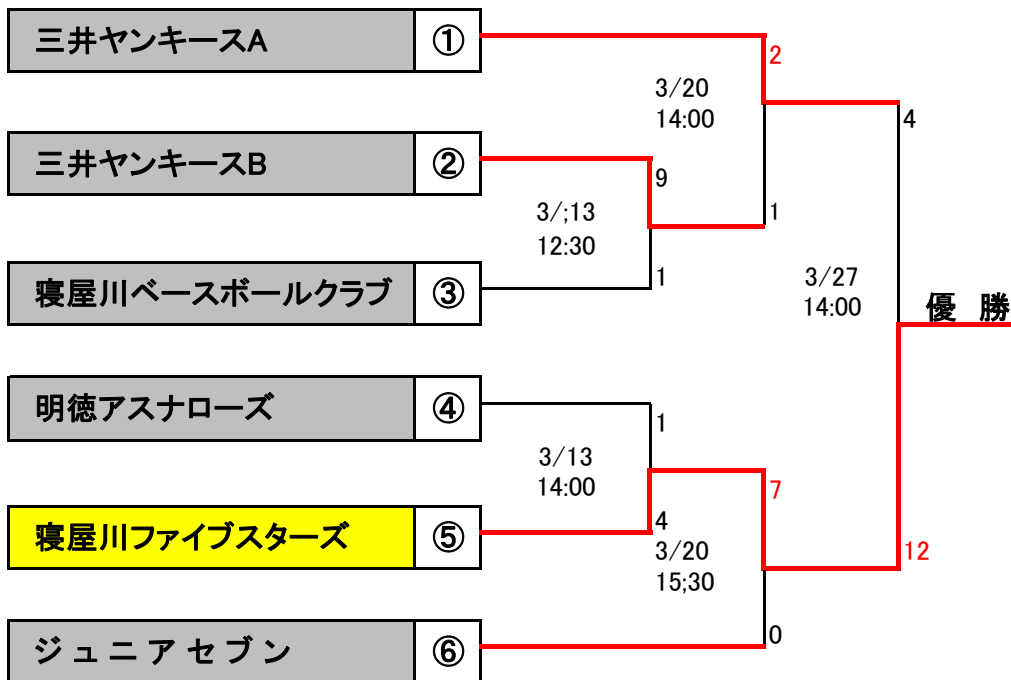 三井ヤンキースA ①
2
3/20
14:00
4
三井ヤンキースB ②
9
3/;13
12:30
1
1
寝屋川ベースボールクラブ ③
3/27
14:00
優 勝
明徳アスナローズ ④
1
3/13
14:00
7
寝屋川ファイブスターズ ⑤
4
3/20
15;30
12
ジュニアセブン ⑥
0